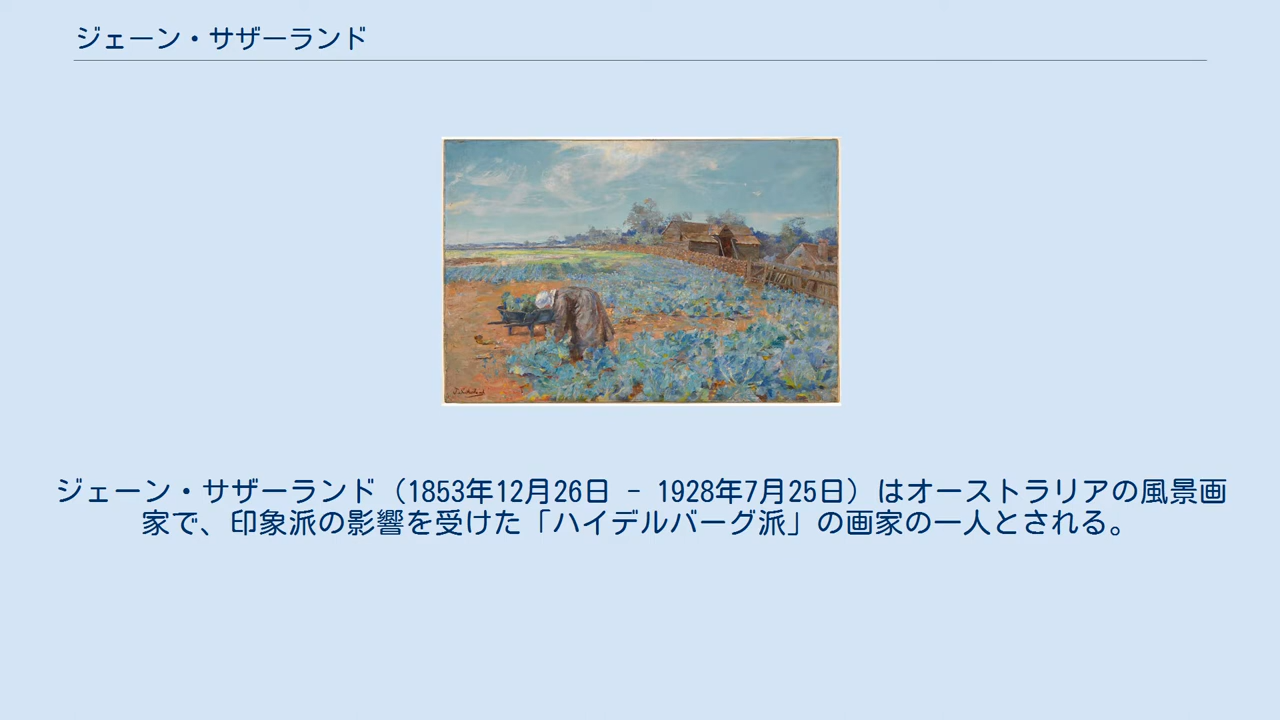 ジェーン・サザーランド
ジェーン・サザーランド（1853年12月26日 - 1928年7月25日）はオーストラリアの風景画
家で、印象派の影響を受けた「ハイデルバーグ派」の画家の一人とされる。